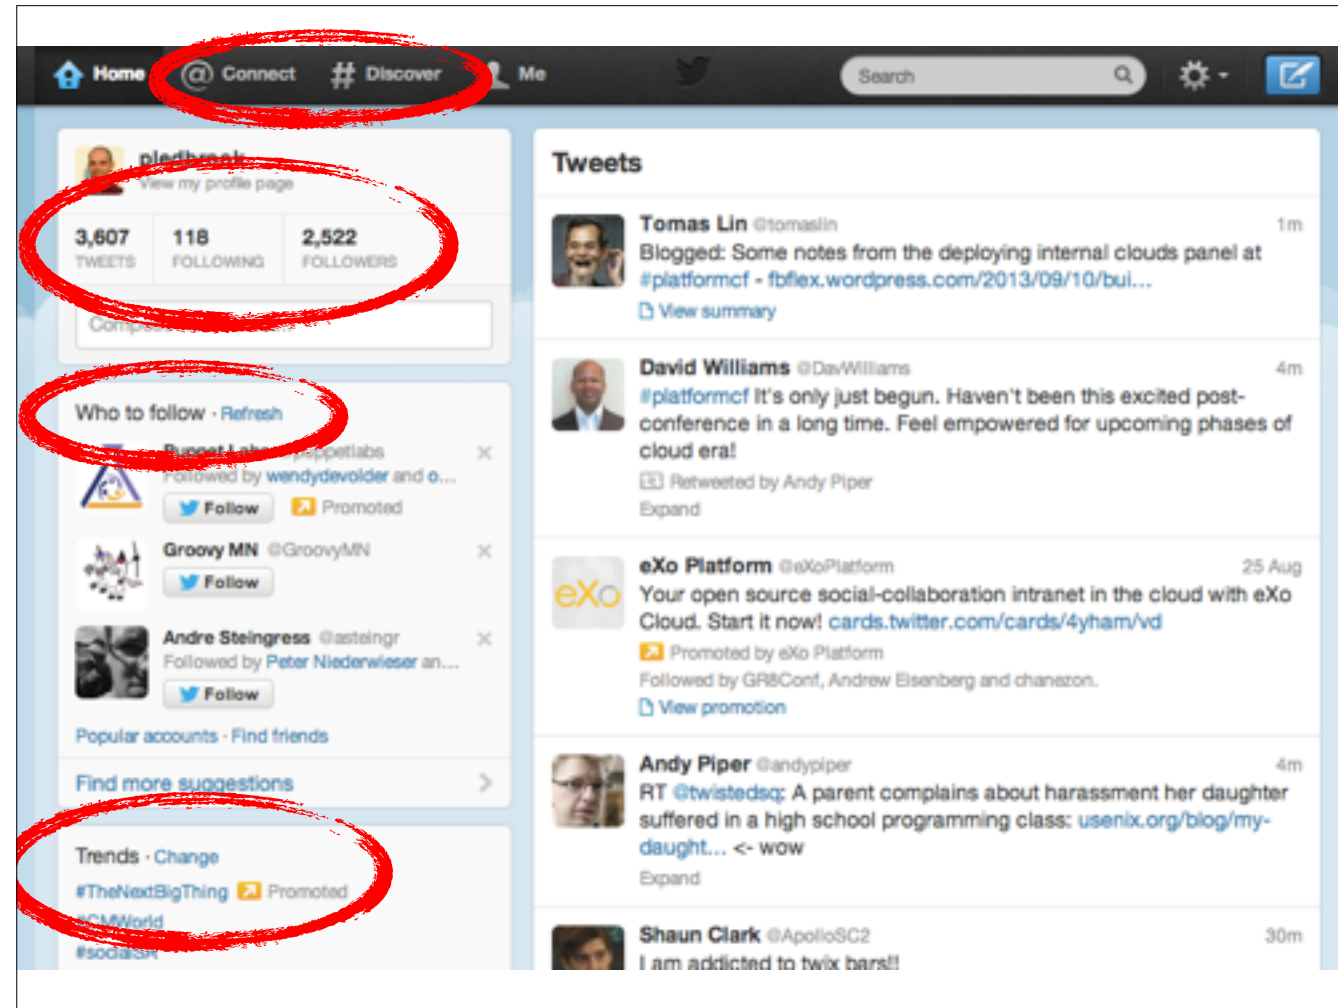 Home
@ Connect
# Discover
Me
Search
pledbrook
View my profile page
3,607
TWEETS
118
FOLLOWING
2,522
FOLLOWERS
Who to follow · Refresh
Puppet Labs
Followed by wendydevolder and o...
Follow
Promoted
Groovy MN @GroovyMN
Follow
Andre Steingress @asteingr
Followed by Peter Niederwieser an...
Follow
Popular accounts · Find friends
Find more suggestions
Trends · Change
#TheNextBigThing Promoted
#CMWorld
#socialSR
Tweets
Tomas Lin @tomaslin 1m
Blogged: Some notes from the deploying internal clouds panel at
#platformcf - fbflex.wordpress.com/2013/09/10/bui...
View summary
David Williams @DavWilliams 4m
#platformcf It's only just begun. Haven't been this excited post-
conference in a long time. Feel empowered for upcoming phases of
cloud era!
Retweeted by Andy Piper
Expand
eXo
eXo Platform @eXoPlatform 25 Aug
Your open source social-collaboration intranet in the cloud with eXo
Cloud. Start it now! cards.twitter.com/cards/4yham/vd
Promoted by eXo Platform
Followed by GR8Conf, Andrew Eisenberg and chanezon.
View promotion
Andy Piper @andypiper 4m
RT @twistedsq: A parent complains about harassment her daughter
suffered in a high school programming class: usenix.org/blog/my-
daught... <- wow
Expand
Shaun Clark @ApolloSC2 30m
I am addicted to twix bars!!